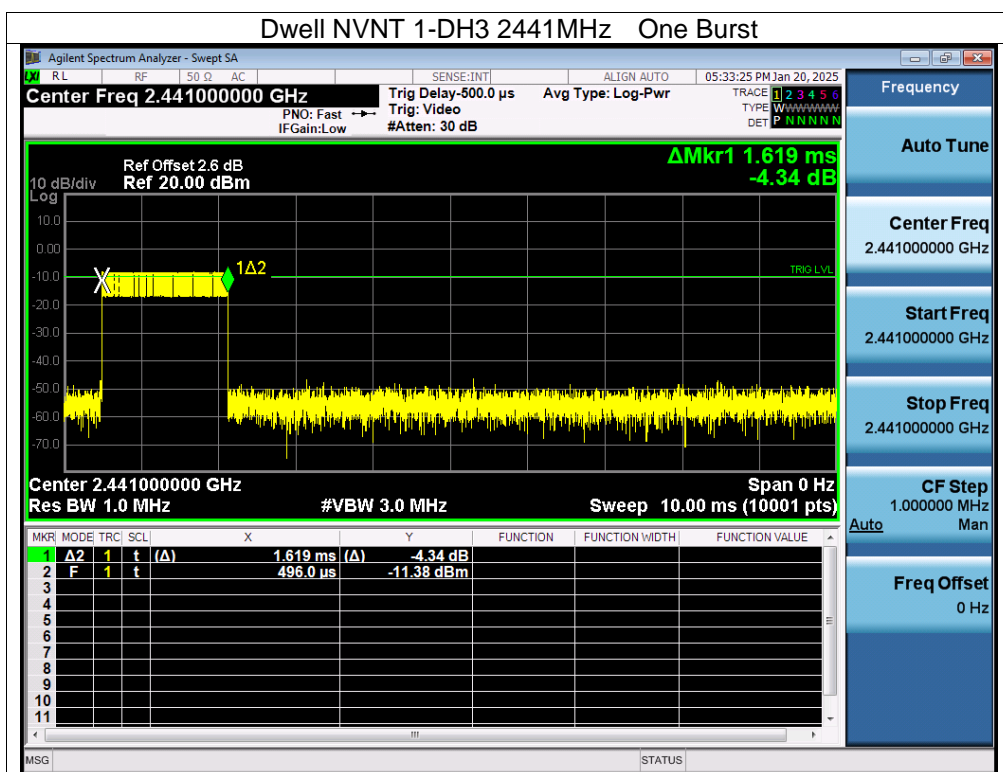 Dwell NVNT 1-DH3 2441MHz One Burst
Agilent Spectrum Analyzer - Swept SA
LXI RL RF 50 Ω AC SENSE:INT ALIGN AUTO 05:33:25 PM Jan 20, 2025
Center Freq 2.441000000 GHz
PNO: Fast
IFGain:Low
Trig Delay-500.0 µs
Trig: Video
#Atten: 30 dB
Avg Type: Log-Pwr
TRACE 1 2 3 4 5 6
TYPE WWWWWW
DET P N N N N N
Frequency
Auto Tune
Center Freq
2.441000000 GHz
Start Freq
2.441000000 GHz
Stop Freq
2.441000000 GHz
CF Step
1.000000 MHz
Auto Man
Freq Offset
0 Hz
ΔMkr1 1.619 ms
-4.34 dB
Ref Offset 2.6 dB
10 dB/div Ref 20.00 dBm
Log
10.0
0.00
-10.0
-20.0
-30.0
-40.0
-50.0
-60.0
-70.0
1Δ2
TRIG LVL
Center 2.441000000 GHz Span 0 Hz
Res BW 1.0 MHz #VBW 3.0 MHz Sweep 10.00 ms (10001 pts)
MKR MODE TRC SCL X Y FUNCTION FUNCTION WIDTH FUNCTION VALUE
1 Δ2 1 t (Δ) 1.619 ms (Δ) -4.34 dB
2 F 1 t 496.0 µs -11.38 dBm
3
4
5
6
7
8
9
10
11
MSG STATUS